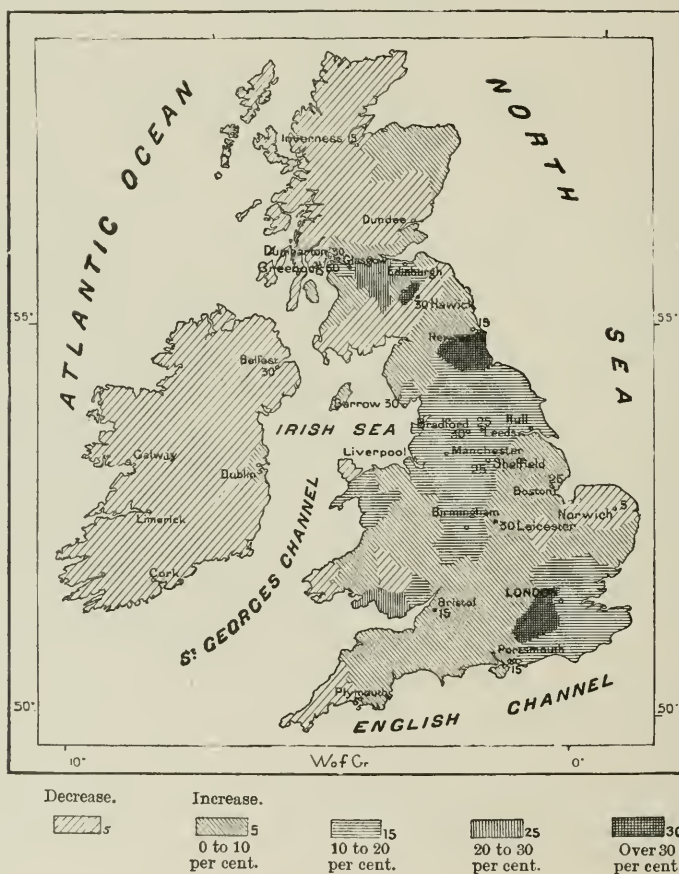 NORTH
SEA
ATLANTIC OCEAN
Inverness 15
Dundee
Dumbarton 30
Glasgow
Greenock 50
Edinburgh
30 Hawick
55°
55°
15
Belfast
30
Barrow 30
IRISH SEA
Bradford 25 Hull
30 Leeds
Manchester
Liverpool
25 Sheffield
Galway
Dublin
Boston 25
Norwich 5
Birmingham
30 Leicester
Limerick
Cork
ST GEORGES CHANNEL
LONDON
Bristol
15
Portsmouth
15
Plymouth
50°
50°
ENGLISH CHANNEL
10°
W of Gr
0°
Decrease.
Increase.
5
5
15
25
30
0 to 10
per cent.
10 to 20
per cent.
20 to 30
per cent.
Over 30
per cent.